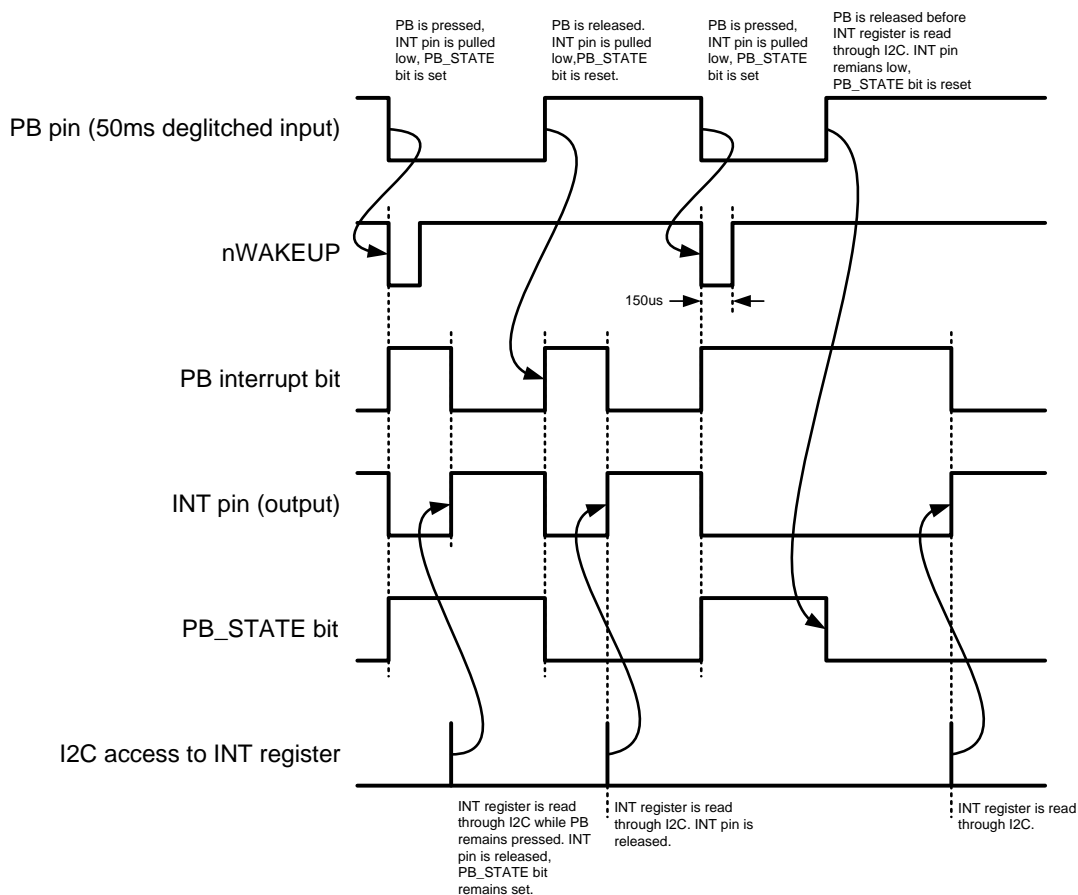 PB is pressed,
INT pin is pulled
low, PB_STATE
bit is set
PB is released.
INT pin is pulled
low,PB_STATE
bit is reset.
PB is pressed,
INT pin is pulled
low, PB_STATE
bit is set
PB is released before
INT register is read
through I2C. INT pin
remians low,
PB_STATE bit is reset
PB pin (50ms deglitched input)
nWAKEUP
150us
PB interrupt bit
INT pin (output)
PB_STATE bit
I2C access to INT register
INT register is read
through I2C while PB
remains pressed. INT
pin is released,
PB_STATE bit
remains set.
INT register is read
through I2C. INT pin is
released.
INT register is read
through I2C.